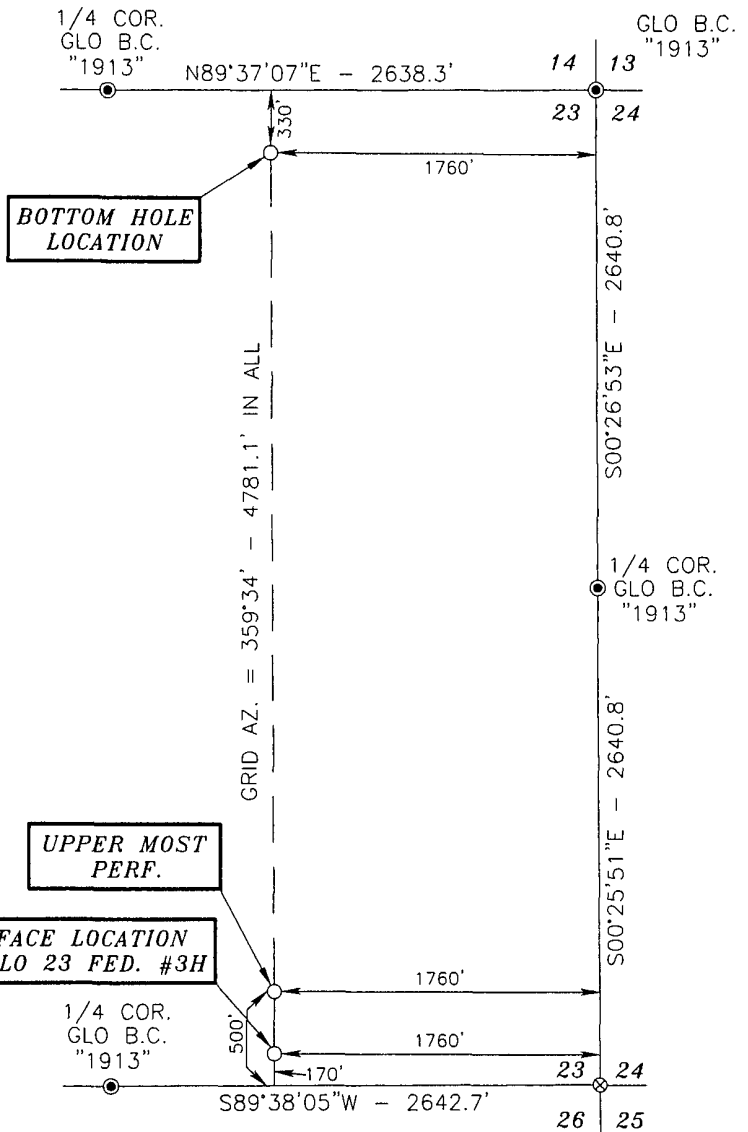 1/4 COR.
GLO B.C.
"1913"
GLO B.C.
"1913"
N89°37'07"E - 2638.3'
14 13
23 24
330'
1760'
BOTTOM HOLE
LOCATION
S00°26'53"E - 2640.8'
GRID AZ. = 359°34' - 4781.1' IN ALL
1/4 COR.
GLO B.C.
"1913"
S00°25'51"E - 2640.8'
UPPER MOST
PERF.
FACE LOCATION
LO 23 FED. #3H
1760'
1/4 COR.
GLO B.C.
"1913"
500'
1760'
170'
23 24
S89°38'05"W - 2642.7'
26 25